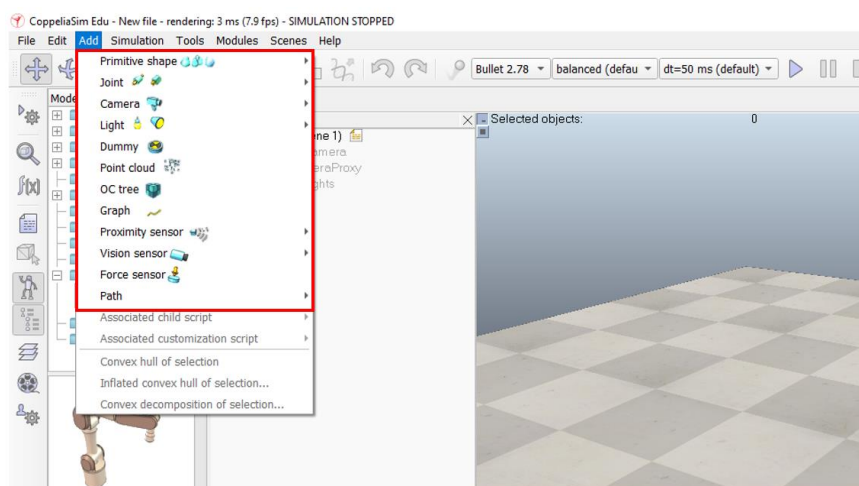 CoppeliaSim Edu - New file - rendering: 3 ms (7.9 fps) - SIMULATION STOPPED
File Edit Add Simulation Tools Modules Scenes Help
Bullet 2.78 balanced (defau dt=50 ms (default)
Primitive shape
Joint
Camera
Light
Dummy
Point cloud
OC tree
Graph
Proximity sensor
Vision sensor
Force sensor
Path
Associated child script
Associated customization script
Convex hull of selection
Inflated convex hull of selection...
Convex decomposition of selection...
Mode
f(x)
ene 1)
amera
eraProxy
ghts
Selected objects: 0